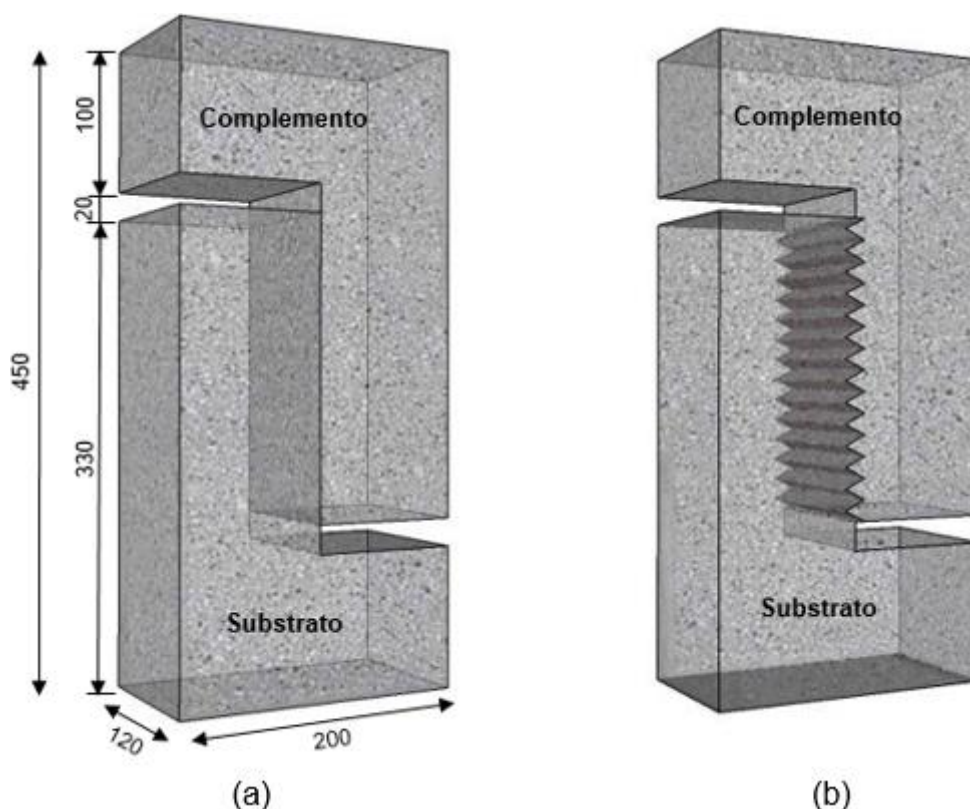 Complemento
100
20
450
330
Substrato
120
200
(a)
Complemento
Substrato
(b)